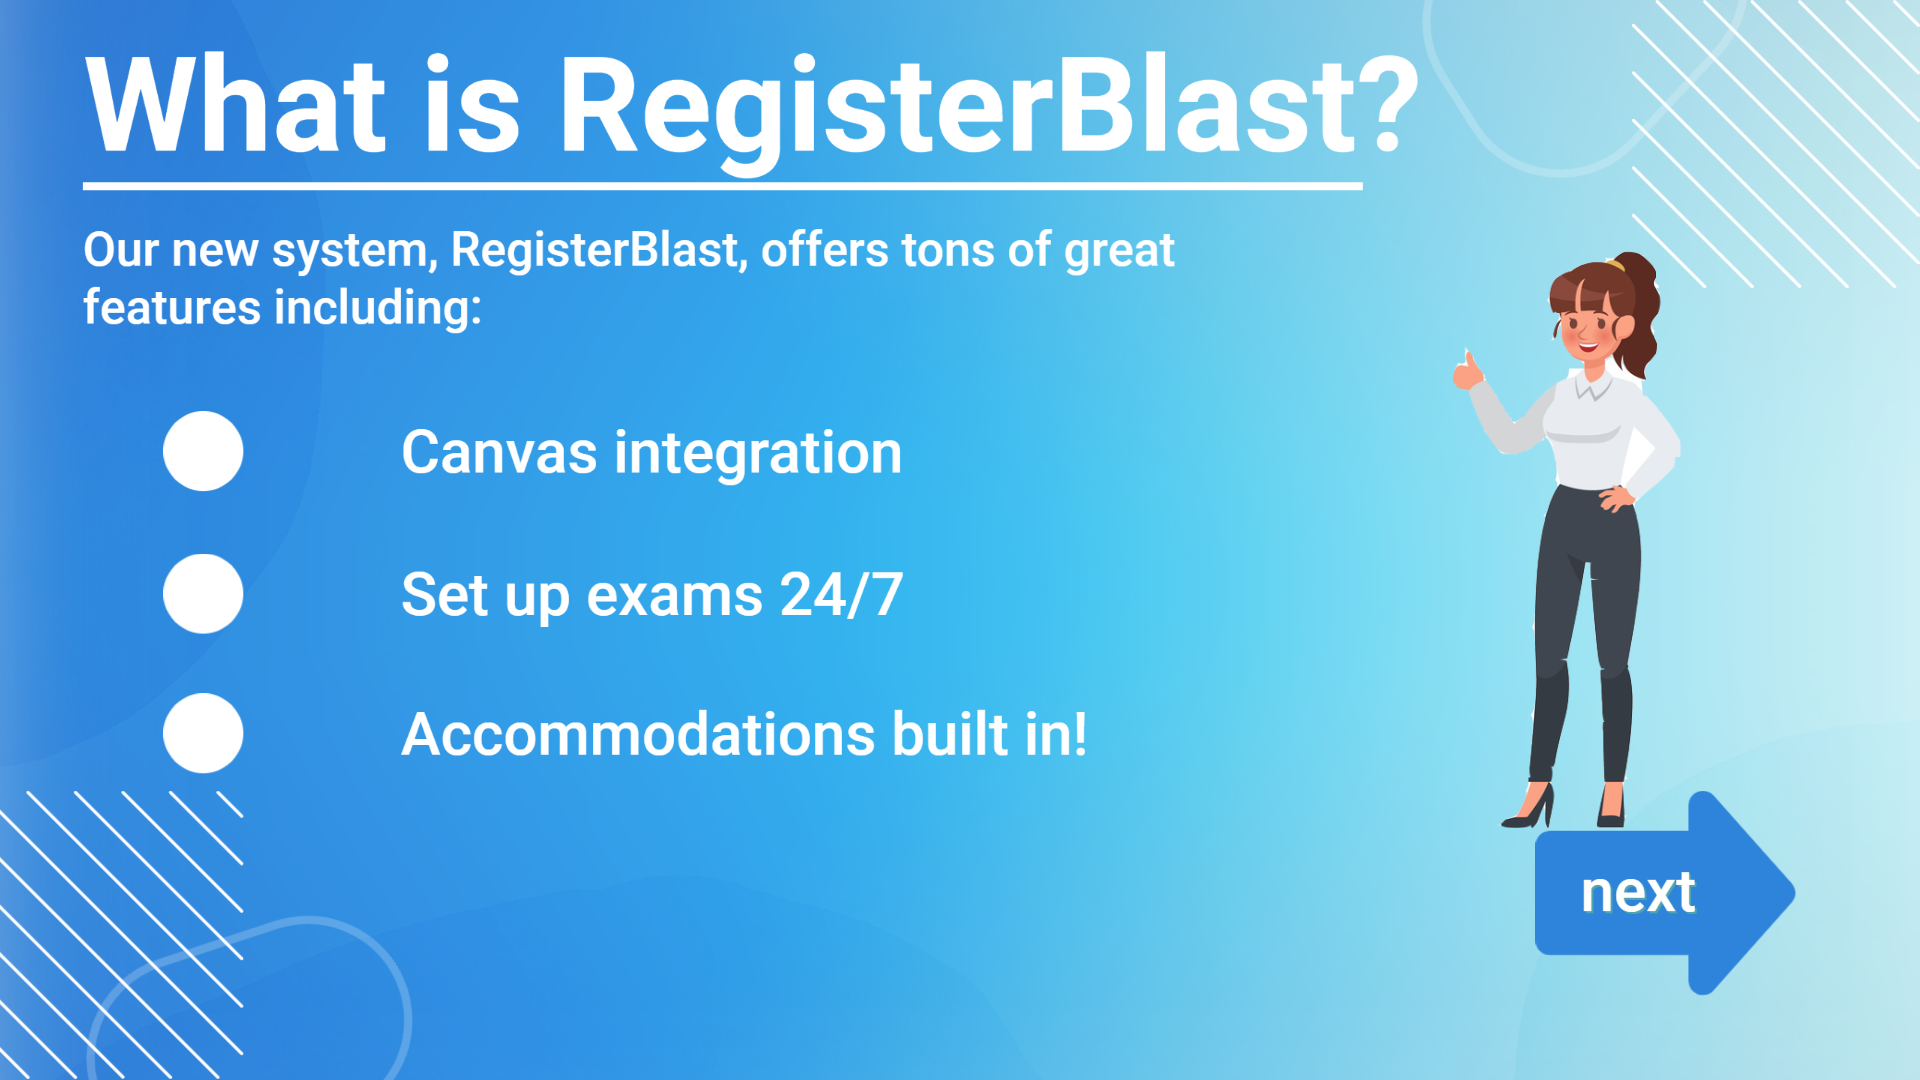 What is RegisterBlast?
Our new system, RegisterBlast, offers tons of great
features including:
Canvas integration
Set up exams 24/7
Accommodations built in!
next